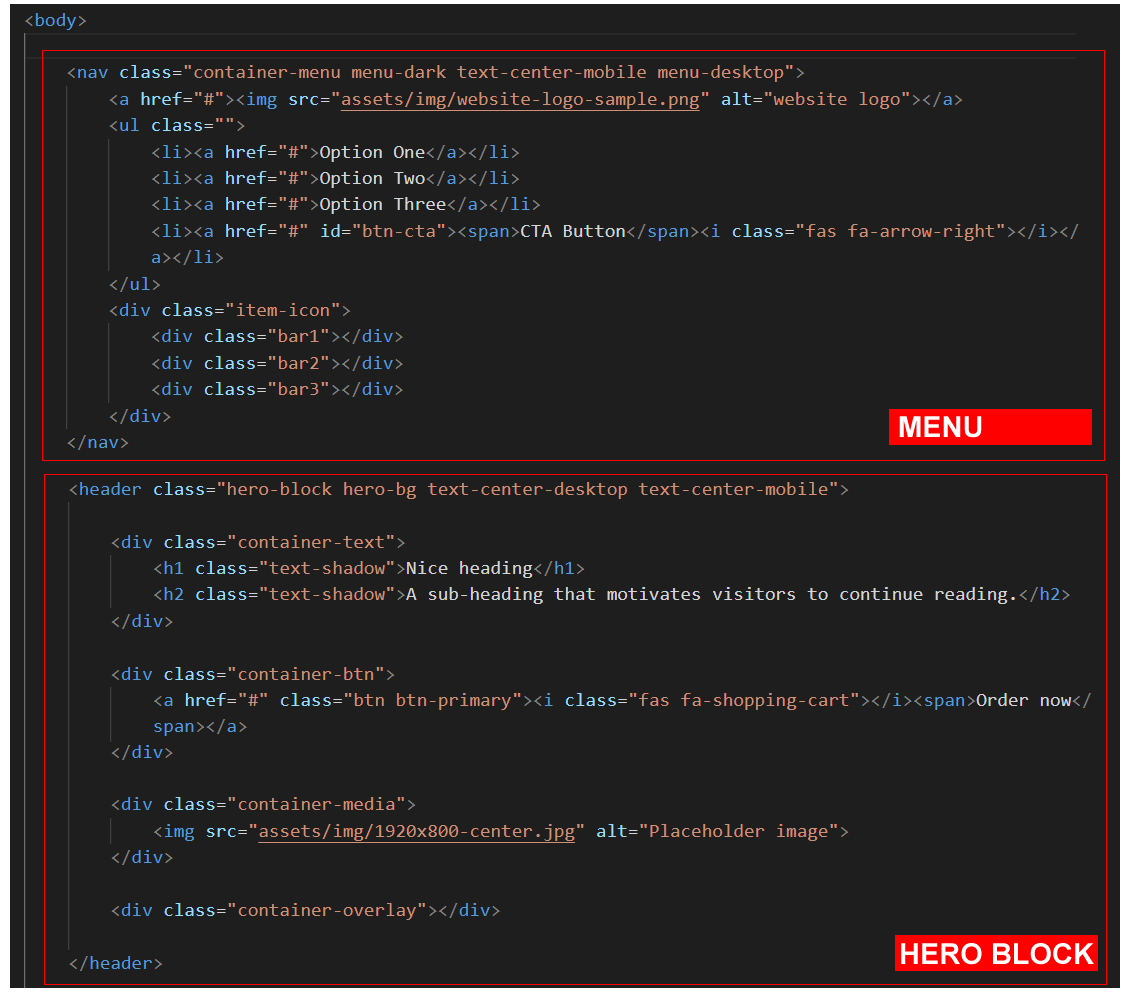 <body>
<nav class="container-menu menu-dark text-center-mobile menu-desktop">
<a href="#"><img src="assets/img/website-logo-sample.png" alt="website logo"></a>
<ul class="">
<li><a href="#">Option One</a></li>
<li><a href="#">Option Two</a></li>
<li><a href="#">Option Three</a></li>
<li><a href="#" id="btn-cta"><span>CTA Button</span><i class="fas fa-arrow-right"></i></
a></li>
</ul>
<div class="item-icon">
<div class="bar1"></div>
<div class="bar2"></div>
<div class="bar3"></div>
</div>
</nav>
MENU
<header class="hero-block hero-bg text-center-desktop text-center-mobile">
<div class="container-text">
<h1 class="text-shadow">Nice heading</h1>
<h2 class="text-shadow">A sub-heading that motivates visitors to continue reading.</h2>
</div>
<div class="container-btn">
<a href="#" class="btn btn-primary"><i class="fas fa-shopping-cart"></i><span>Order now</
span></a>
</div>
<div class="container-media">
<img src="assets/img/1920x800-center.jpg" alt="Placeholder image">
</div>
<div class="container-overlay"></div>
</header>
HERO BLOCK